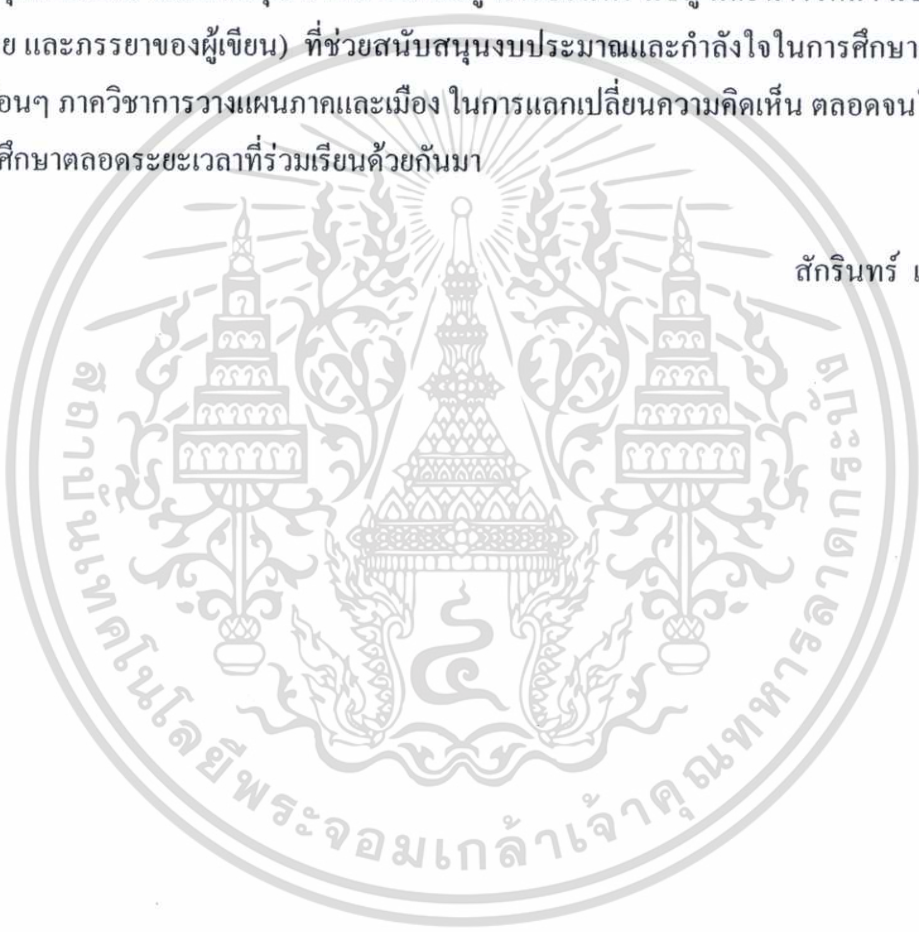 และภรรยาของผู้เขียน) ที่ช่วยสนับสนุนงบประมาณและกำลังใจในการศึกษา
ภาควิชาการวางแผนภาคและเมือง ในการแลกเปลี่ยนความคิดเห็น ตลอดจน
ศึกษาตลอดระยะเวลาที่ร่วมเรียนด้วยกันมา
สักรินทร์
สถาบันเทคโนโลยีพระจอมเกล้าเจ้าคุณทหารลาดกระบัง